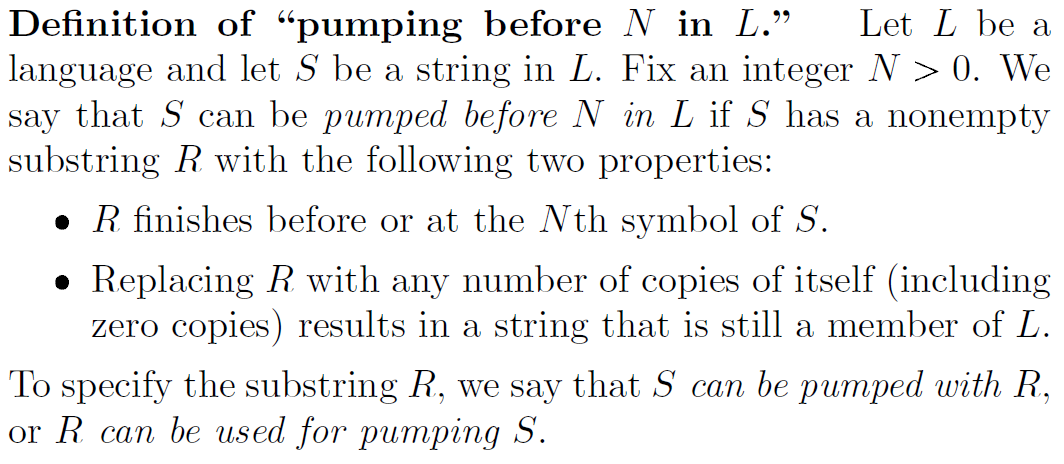 Definition of “pumping before N in L.” Let L be a
language and let S be a string in L. Fix an integer N > 0. We
say that S can be pumped before N in L if S has a nonempty
substring R with the following two properties:
• R finishes before or at the Nth symbol of S.
• Replacing R with any number of copies of itself (including
zero copies) results in a string that is still a member of L.
To specify the substring R, we say that S can be pumped with R,
or R can be used for pumping S.